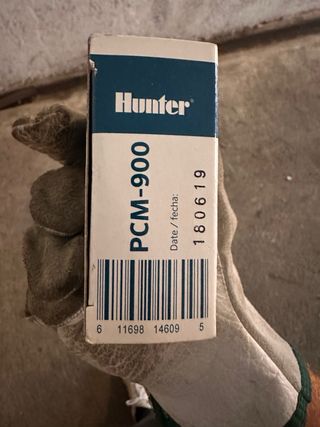 Hunter®
PCM-900
Date / fecha:
180619
6 11698 14609 5